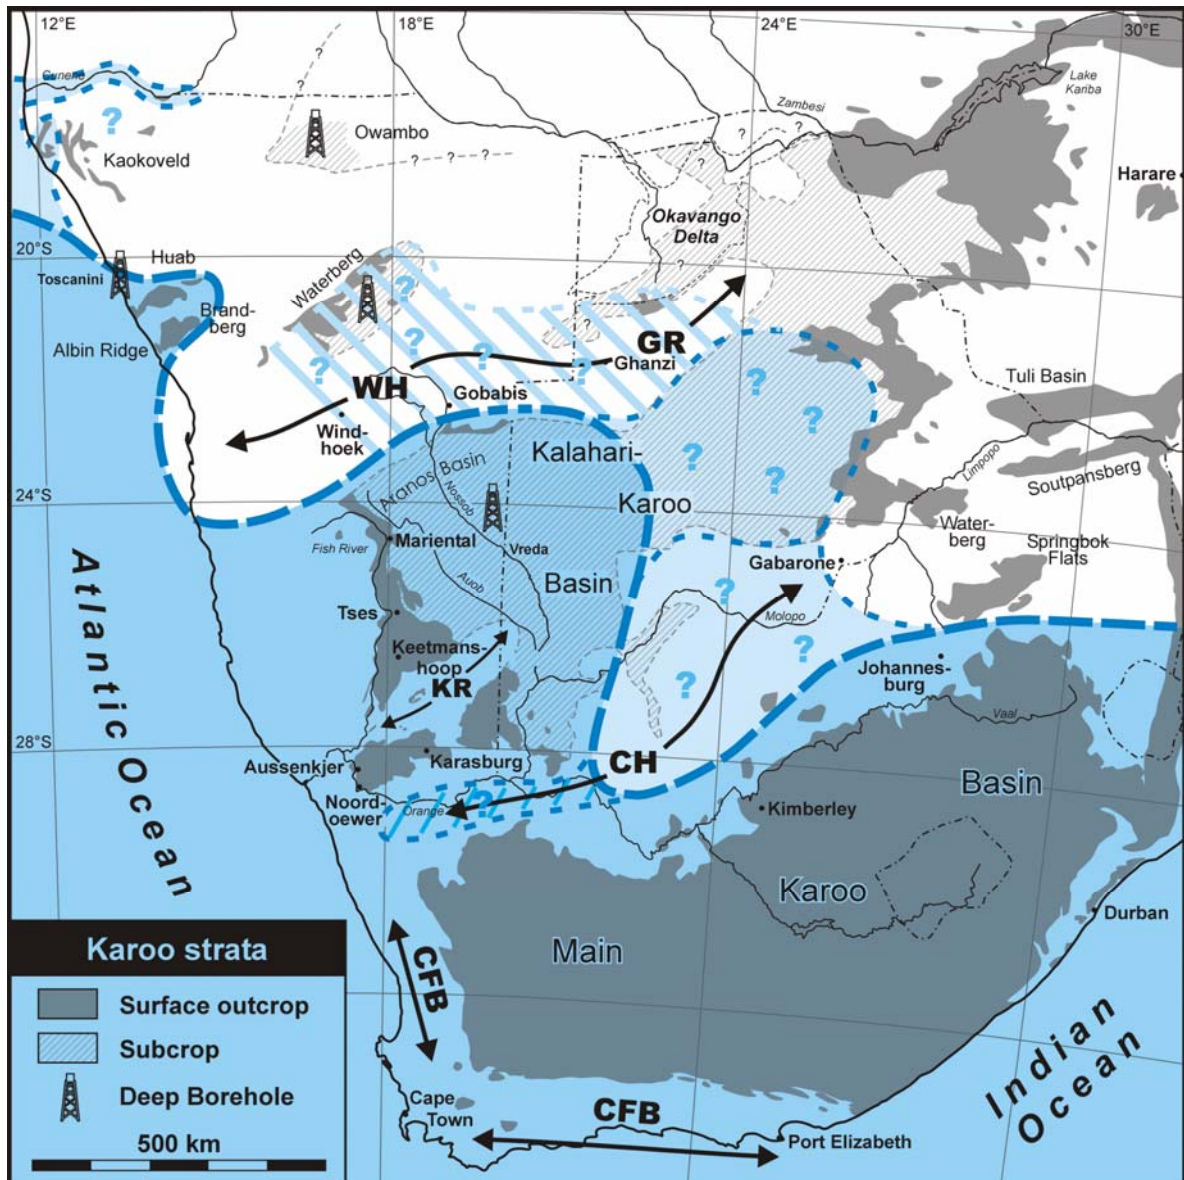 12°E
18°E
24°E
30°E
Cunene
?
Lake
Kariba
Zambesi
?
?
?
Owambo
?
?
?
?
Kaokoveld
Harare
Okavango
Delta
20°S
Huab
Toscanini
Waterberg
?
?
Brand-
berg
?
Albin Ridge
?
GR
?
?
?
Ghanzi
?
Tuli Basin
WH
Gobabis
Wind-
hoek
?
Kalahari-
?
Limpopo
Aranos Basin
Nossob
?
Soutpansberg
24°S
Karoo
Water-
berg
Fish River
Mariental
Vreda
Springbok
Flats
Gabarone
Auob
Basin
?
Atlantic Ocean
Tses
Molopo
Keetmans-
hoop
?
Johannes-
burg
KR
?
Vaal
28°S
Aussenkjer
Karasburg
CH
Basin
Noord-
oewer
Orange
?
Kimberley
Karoo
Durban
Main
CFB
Karoo strata
Surface outcrop
Subcrop
Deep Borehole
500 km
Cape
Town
CFB
Port Elizabeth
Indian
Ocean